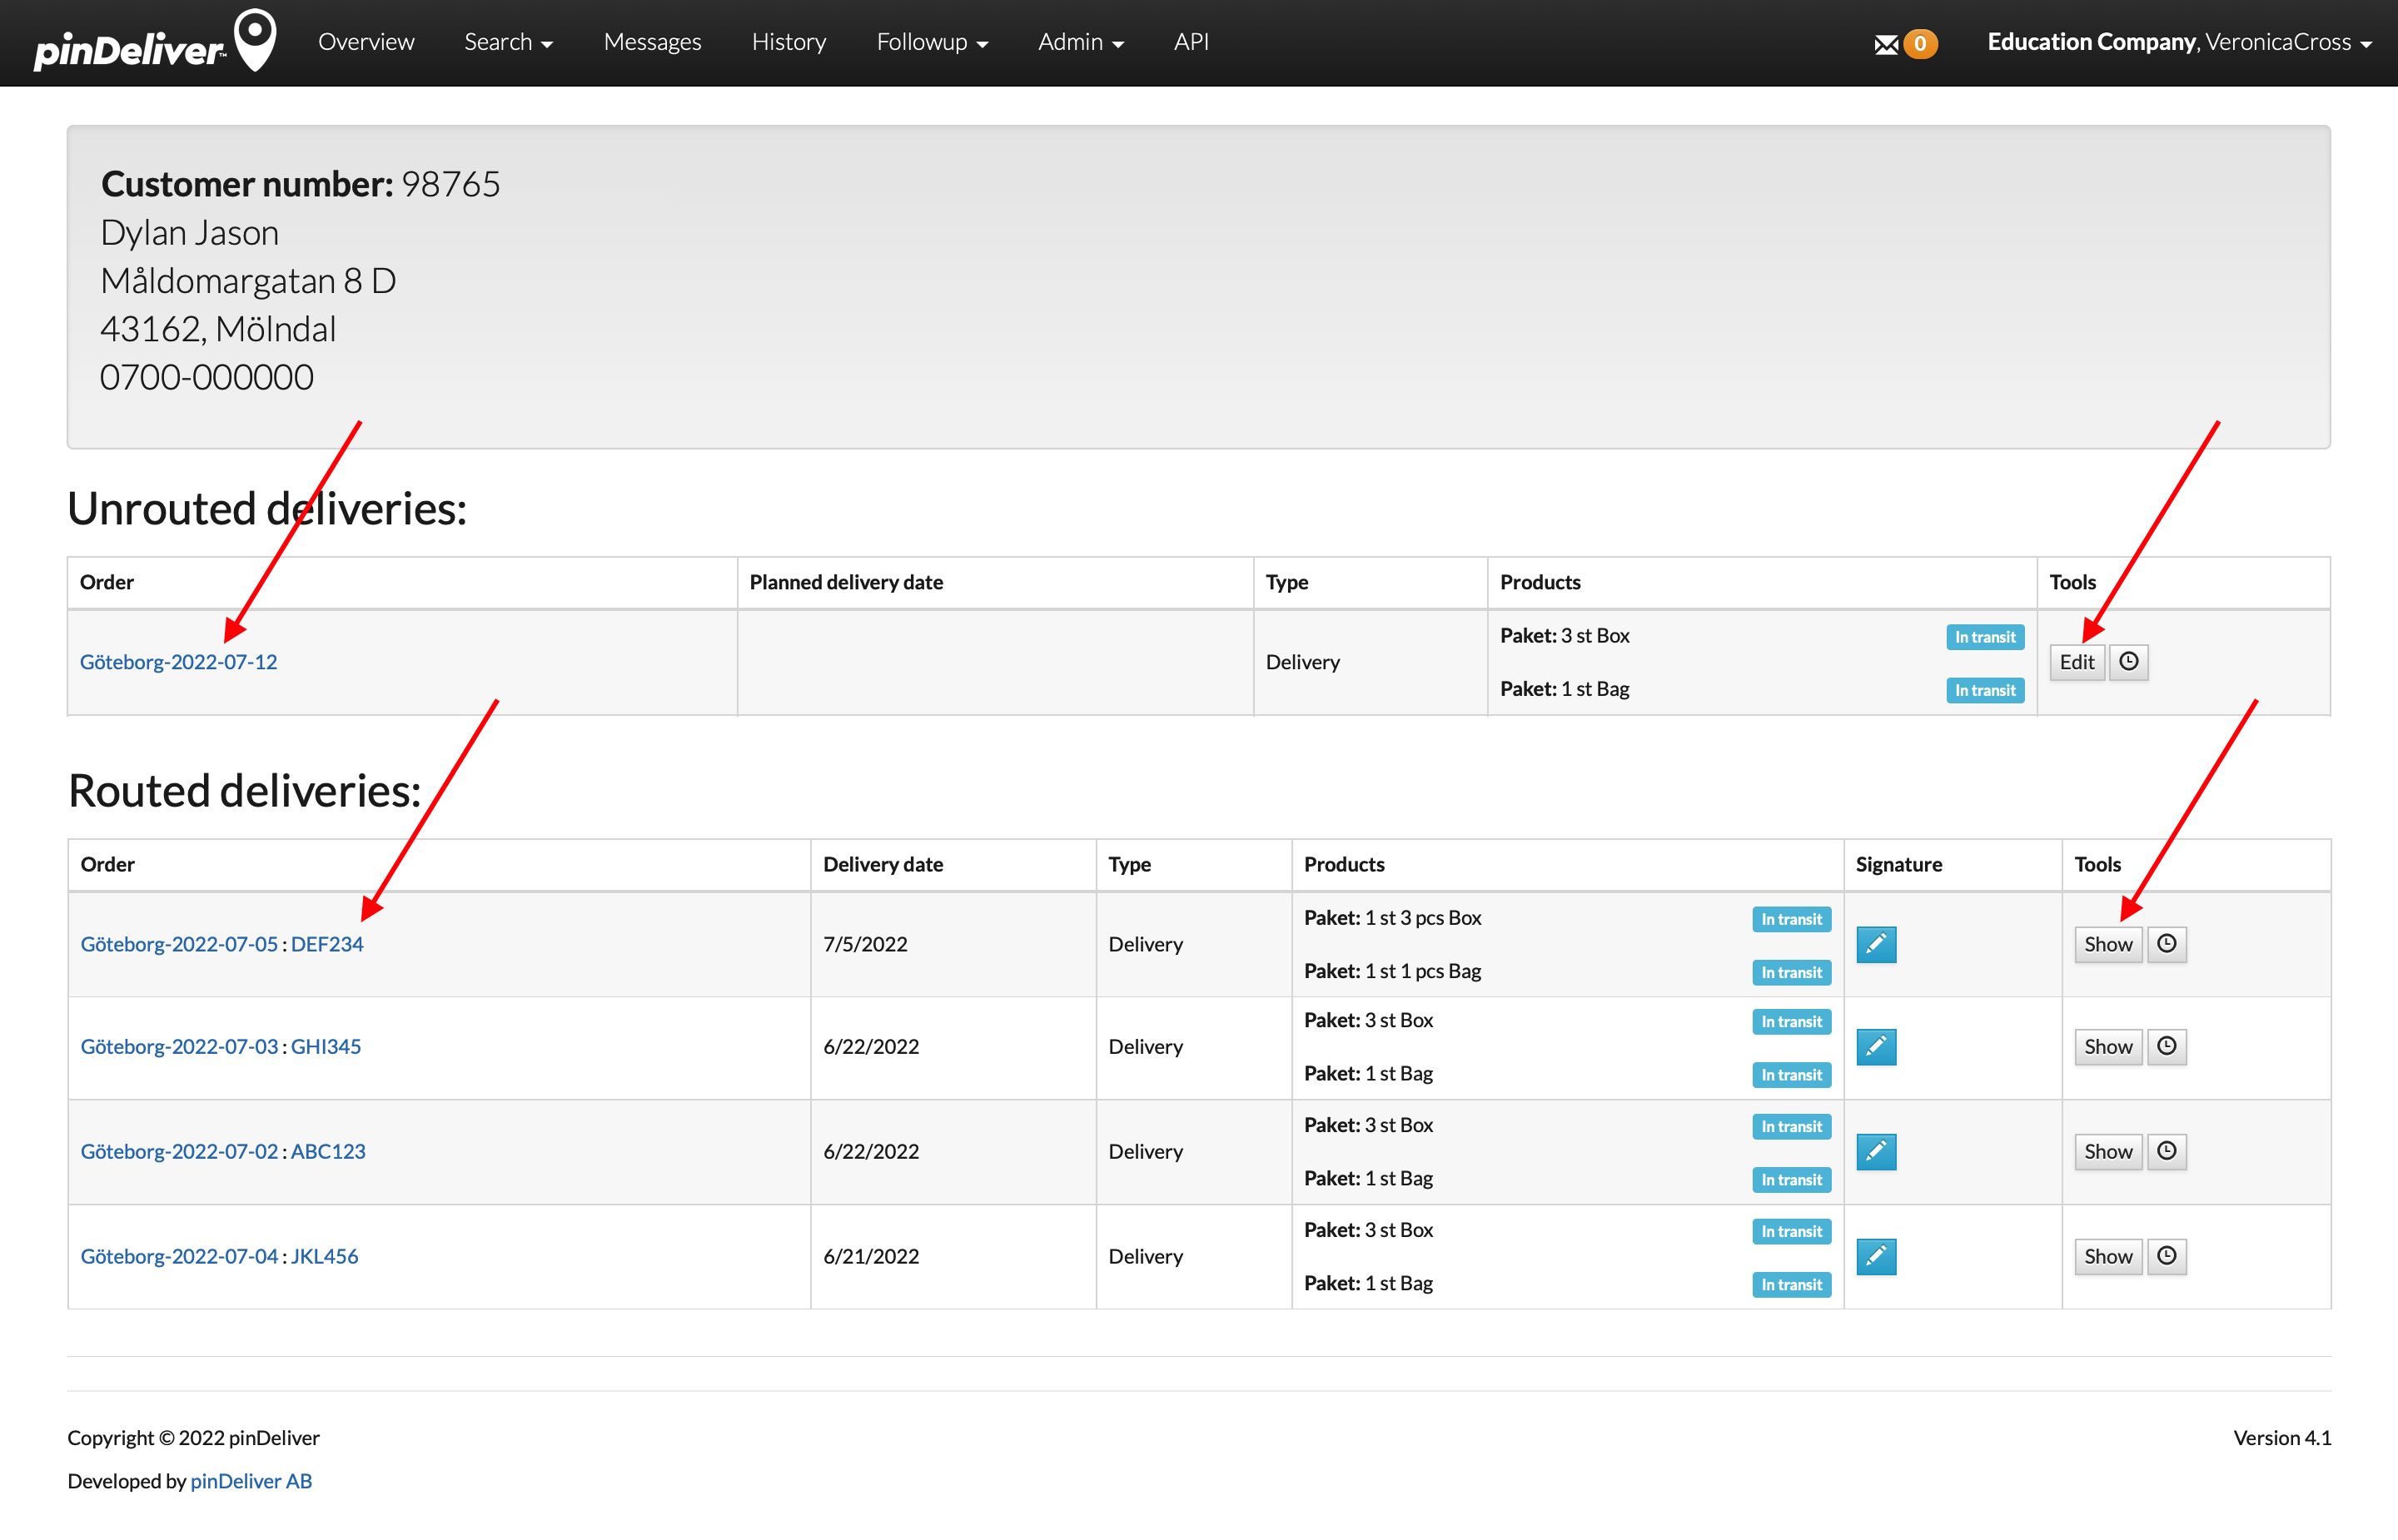 pinDeliver™ Overview Search Messages History Followup Admin API 0 Education Company, VeronicaCross
Customer number: 98765
Dylan Jason
Måldomargatan 8 D
43162, Mölndal
0700-000000
Unrouted deliveries:
Order Planned delivery date Type Products Tools
Göteborg-2022-07-12 Delivery Paket: 3 st Box In transit Edit
Paket: 1 st Bag In transit
Routed deliveries:
Order Delivery date Type Products Signature Tools
Göteborg-2022-07-05 : DEF234 7/5/2022 Delivery Paket: 1 st 3 pcs Box In transit Show
Paket: 1 st 1 pcs Bag In transit
Göteborg-2022-07-03 : GHI345 6/22/2022 Delivery Paket: 3 st Box In transit Show
Paket: 1 st Bag In transit
Göteborg-2022-07-02 : ABC123 6/22/2022 Delivery Paket: 3 st Box In transit Show
Paket: 1 st Bag In transit
Göteborg-2022-07-04 : JKL456 6/21/2022 Delivery Paket: 3 st Box In transit Show
Paket: 1 st Bag In transit
Copyright © 2022 pinDeliver Version 4.1
Developed by pinDeliver AB